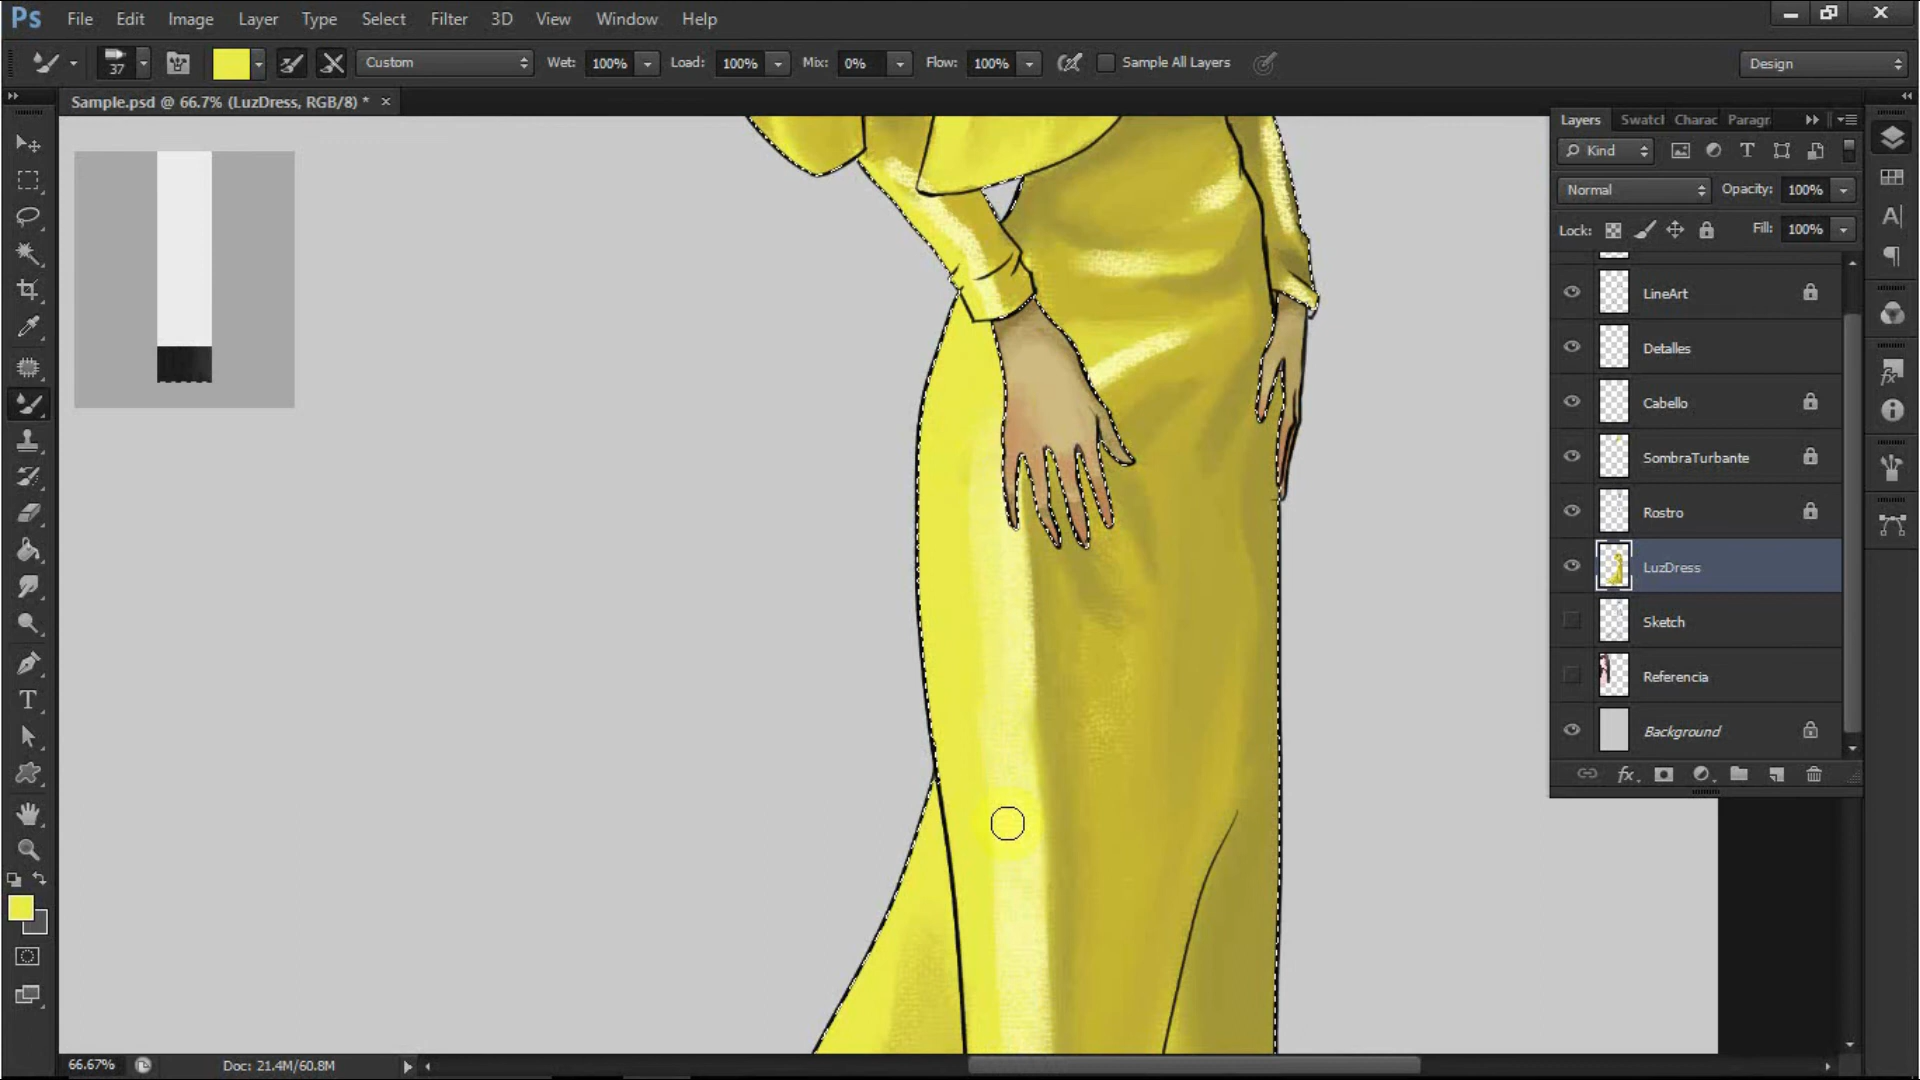 Ps File Edit Image Layer Type Select Filter 3D View Window Help
37 Custom Wet: 100% Load: 100% Mix: 0% Flow: 100% Sample All Layers Design
Sample.psd @ 66.7% (LuzDress, RGB/8) * ×
Layers Swatcl Charac Paragr
Kind
Normal Opacity: 100%
Lock: Fill: 100%
LineArt
Detalles
Cabello
SombraTurbante
Rostro
LuzDress
Sketch
Referencia
Background
66.67% Doc: 21.4M/60.8M